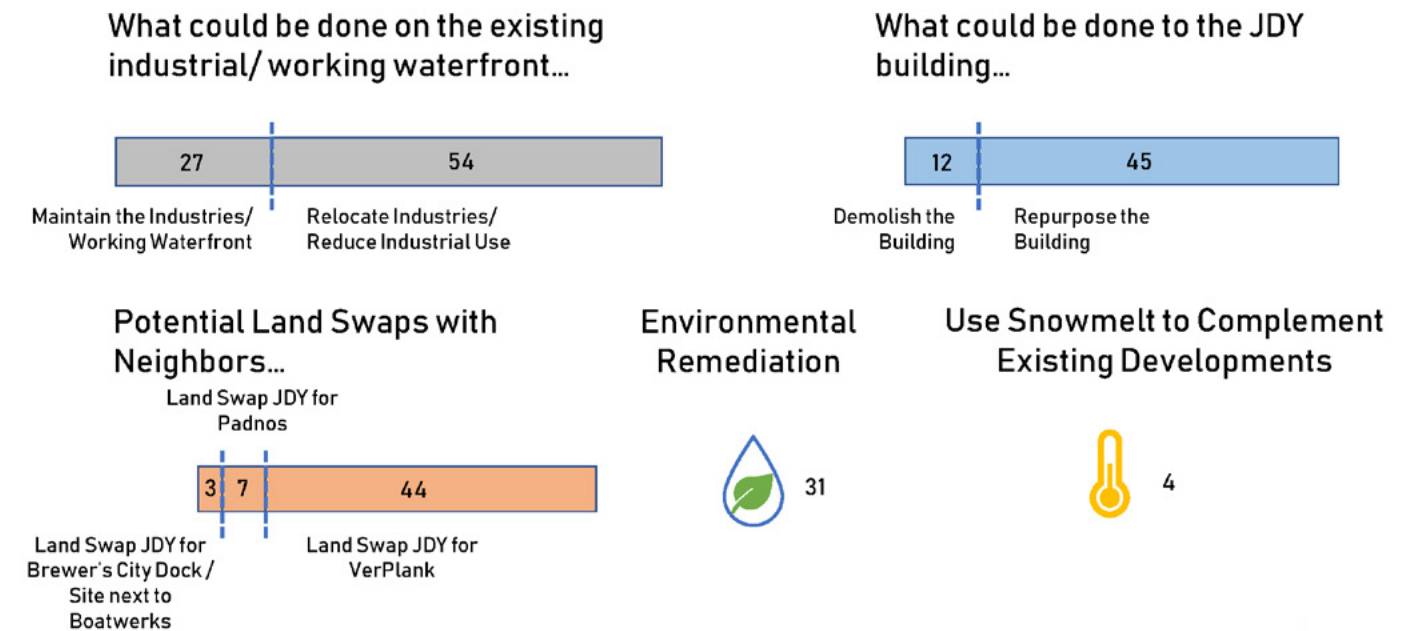 What could be done on the existing
industrial/ working waterfront...
27
54
Maintain the Industries/
Working Waterfront
Relocate Industries/
Reduce Industrial Use
What could be done to the JDY
building...
12
45
Demolish the
Building
Repurpose the
Building
Potential Land Swaps with
Neighbors...
Land Swap JDY for
Padnos
3
7
44
Land Swap JDY for
Brewer's City Dock /
Site next to
Boatwerks
Land Swap JDY for
VerPlank
Environmental
Remediation
31
Use Snowmelt to Complement
Existing Developments
4